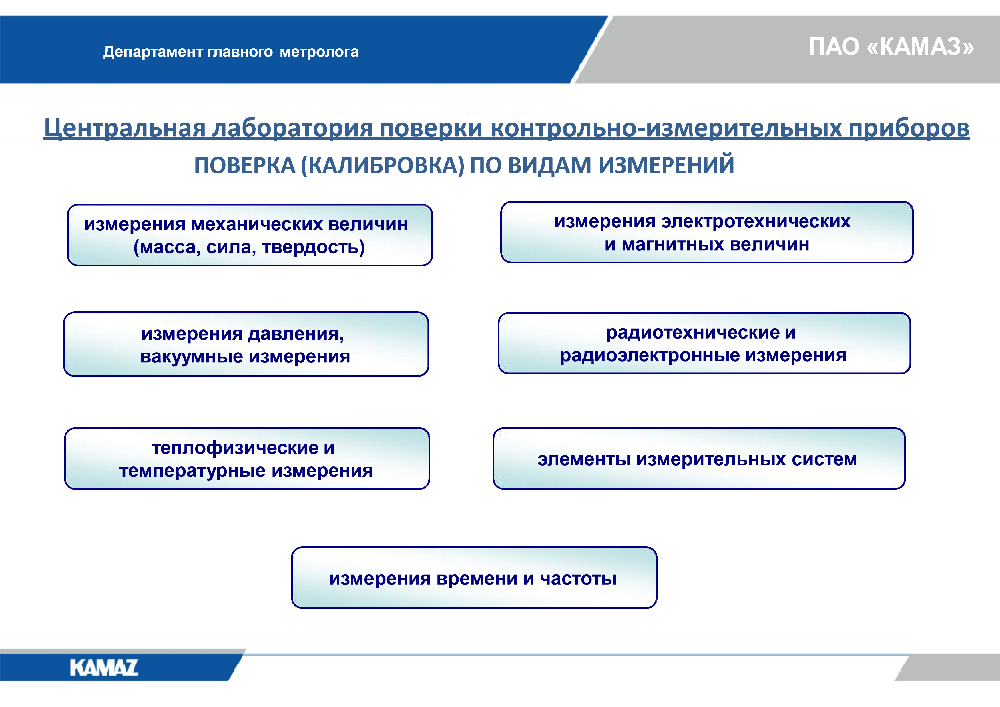 Департамент главного метролога
ПАО «КАМАЗ»
Центральная лаборатория поверки контрольно-измерительных приборов
ПОВЕРКА (КАЛИБРОВКА) ПО ВИДАМ ИЗМЕРЕНИЙ
измерения механических величин
(масса, сила, твердость)
измерения электротехнических
и магнитных величин
измерения давления,
вакуумные измерения
радиотехнические и
радиоэлектронные измерения
теплофизические и
температурные измерения
элементы измерительных систем
измерения времени и частоты
KAMAZ